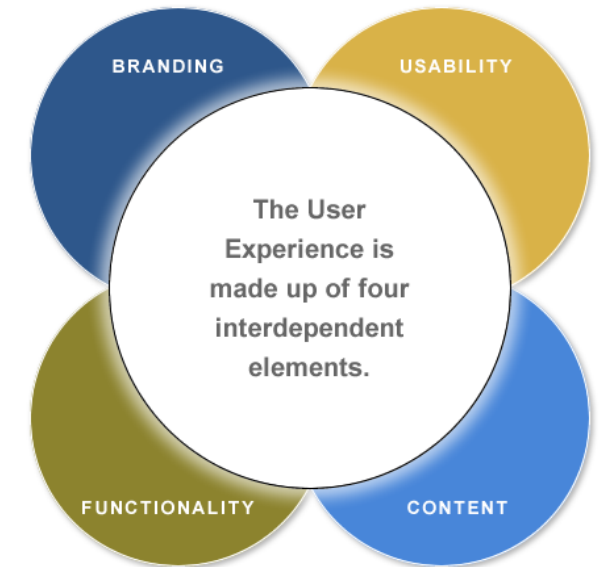 BRANDING
USABILITY
The User
Experience is
made up of four
interdependent
elements.
FUNCTIONALITY
CONTENT